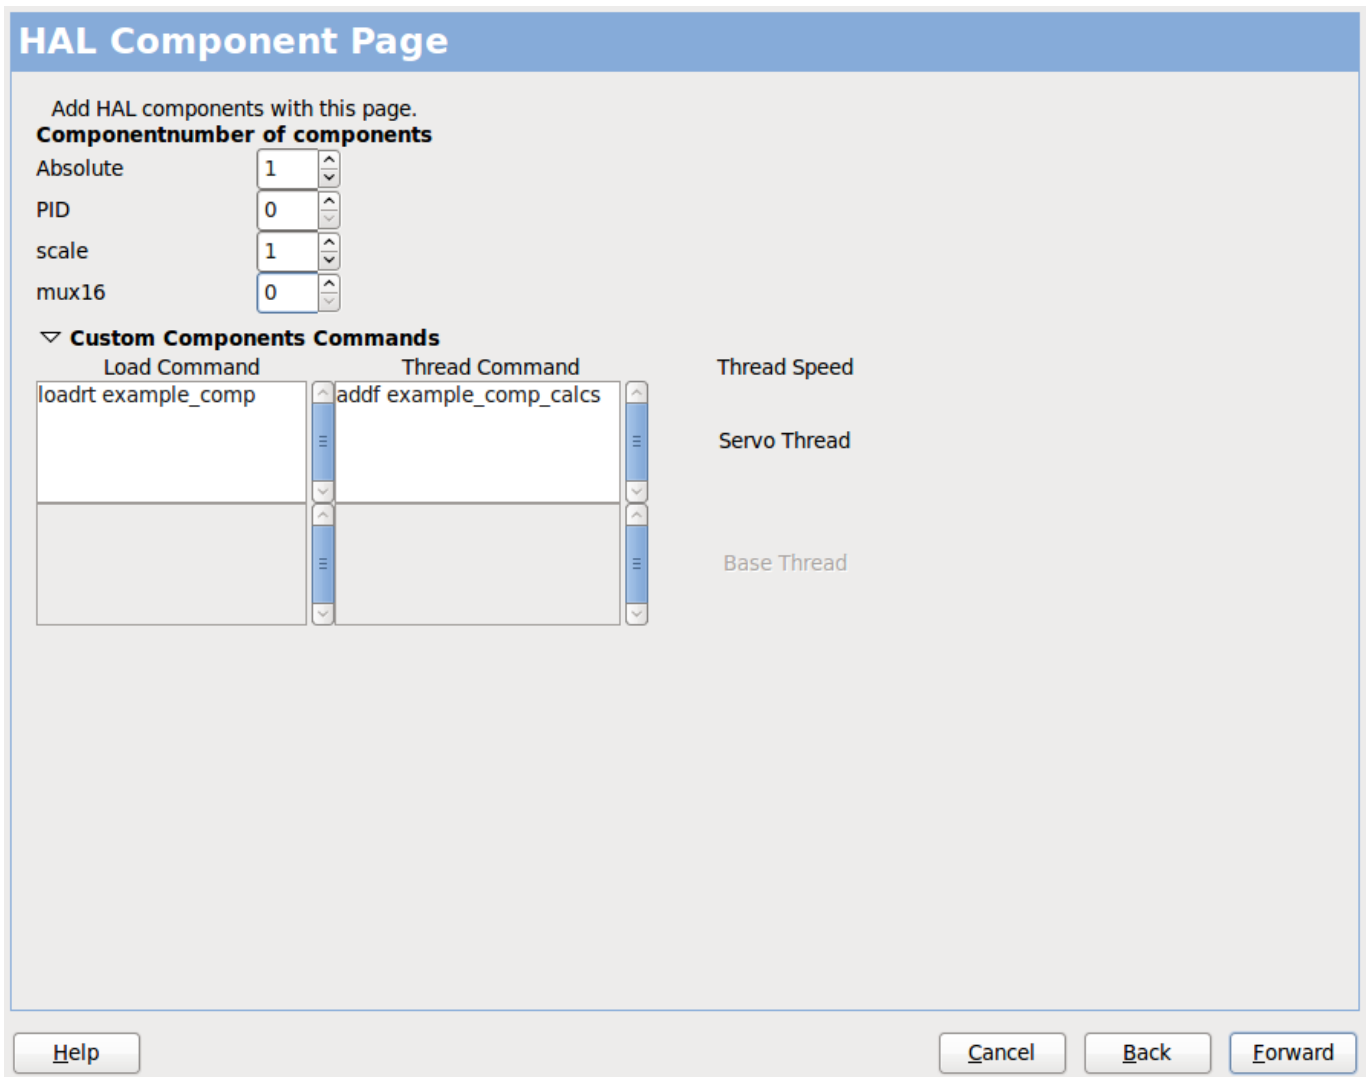 HAL Component Page
Add HAL components with this page.
Componentnumber of components
Absolute 1
PID 0
scale 1
mux16 0
Custom Components Commands
Load Command Thread Command Thread Speed
loadrt example_comp addf example_comp_calcs
Servo Thread
Base Thread
Help Cancel Back Forward